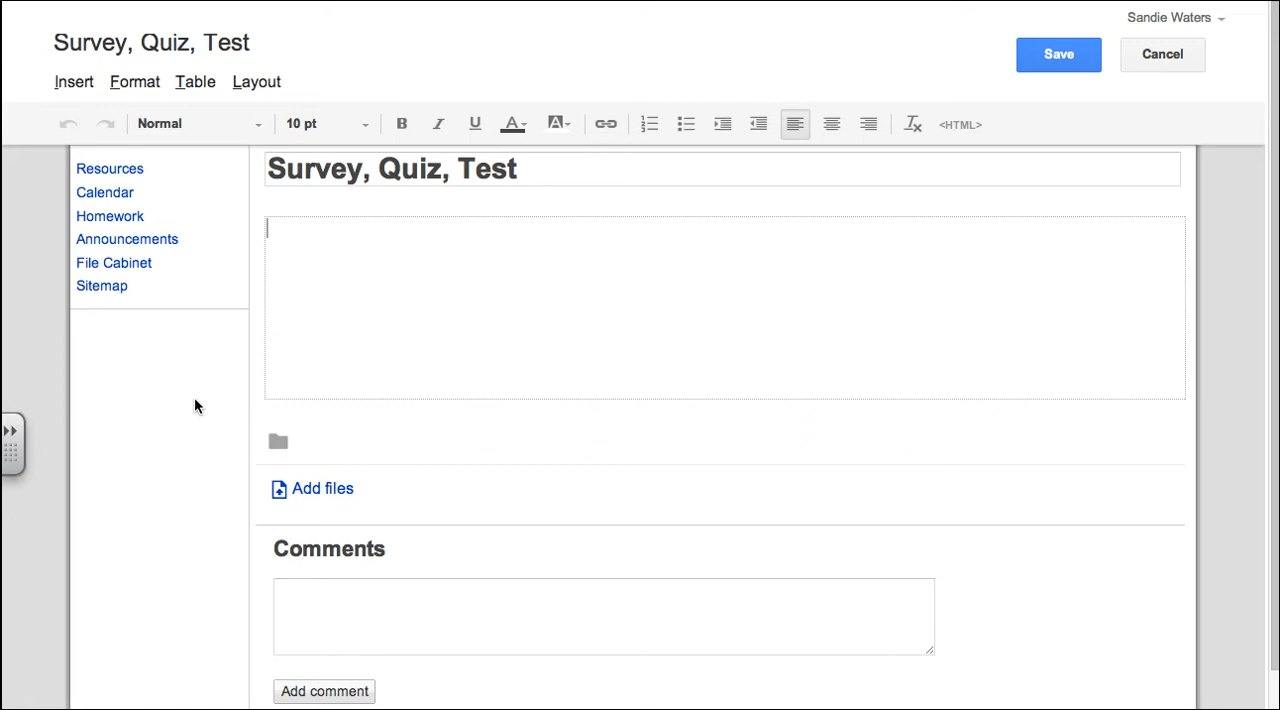 Sandie Waters
Survey, Quiz, Test
Save
Cancel
Insert Format Table Layout
Normal 10 pt B I U A A <HTML>
Resources
Calendar
Homework
Announcements
File Cabinet
Sitemap
Survey, Quiz, Test
Add files
Comments
Add comment